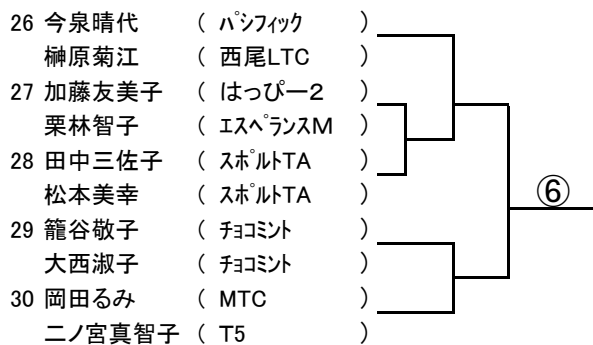 26 今泉晴代 ( パシフィック )
榊原菊江 ( 西尾LTC )
27 加藤友美子 ( はっぴー2 )
栗林智子 ( エスペランスM )
28 田中三佐子 ( スポルトTA )
松本美幸 ( スポルトTA )
⑥
29 籠谷敬子 ( チョコミント )
大西淑子 ( チョコミント )
30 岡田るみ ( MTC )
二ノ宮真智子 ( T5 )